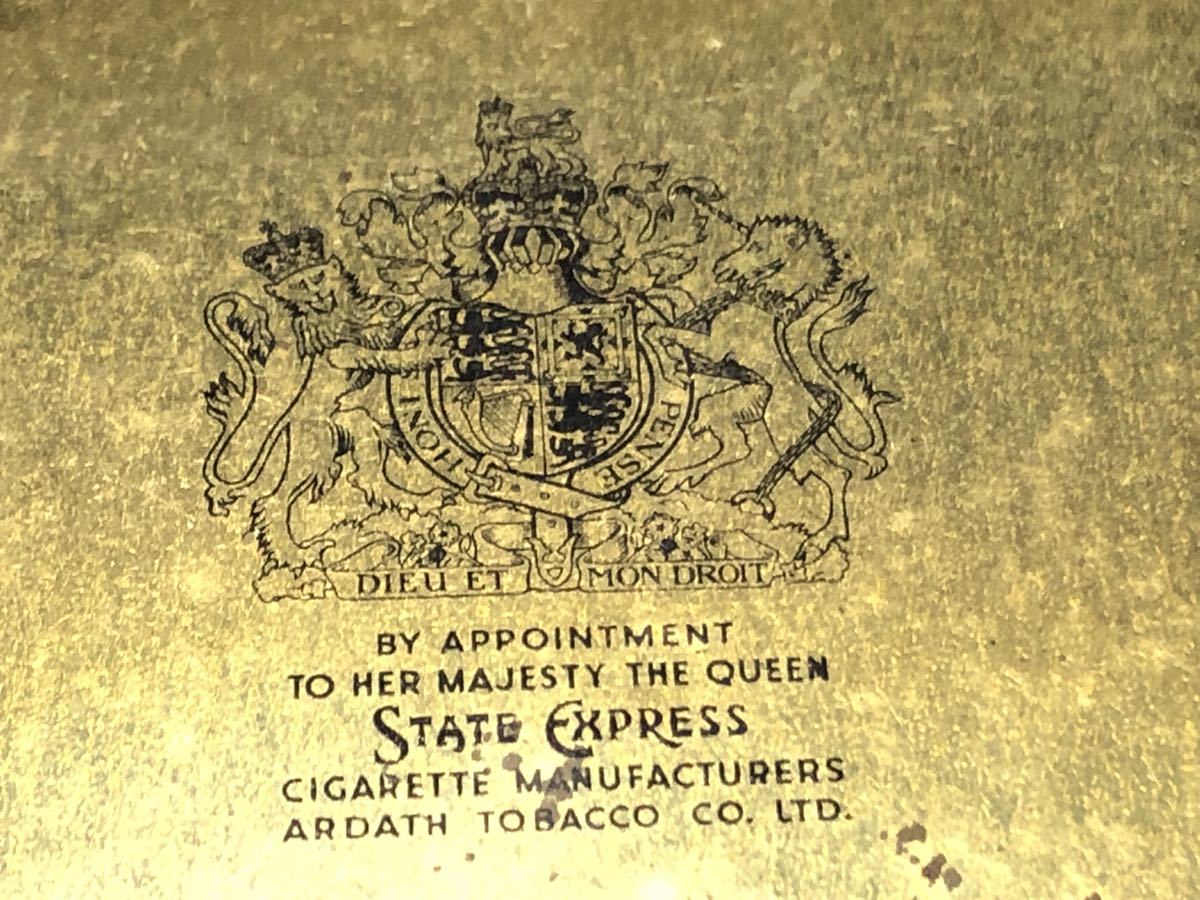 HONI
PENSE
DIEU ET MON DROIT
BY APPOINTMENT
TO HER MAJESTY THE QUEEN
STATE EXPRESS
CIGARETTE MANUFACTURERS
ARDATH TOBACCO CO. LTD.